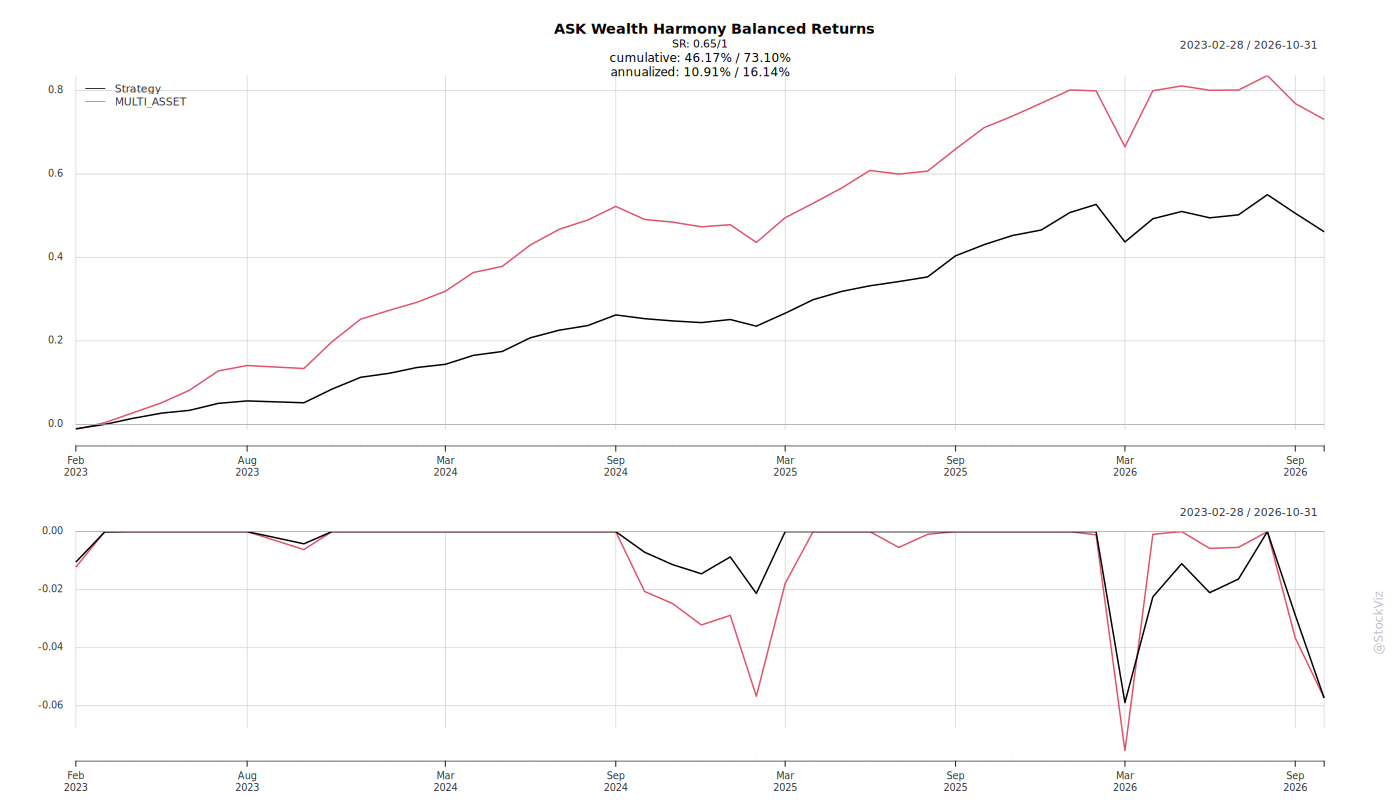 ASK Wealth Harmony Balanced Returns
SR: 0.65/1
cumulative: 46.17% / 73.10%
annualized: 10.91% / 16.14%
2023-02-28 / 2026-10-31
Strategy
MULTI_ASSET
0.8
0.6
0.4
0.2
0.0
Feb 2023
Aug 2023
Mar 2024
Sep 2024
Mar 2025
Sep 2025
Mar 2026
Sep 2026
2023-02-28 / 2026-10-31
0.00
-0.02
-0.04
-0.06
Feb 2023
Aug 2023
Mar 2024
Sep 2024
Mar 2025
Sep 2025
Mar 2026
Sep 2026
@StockViz